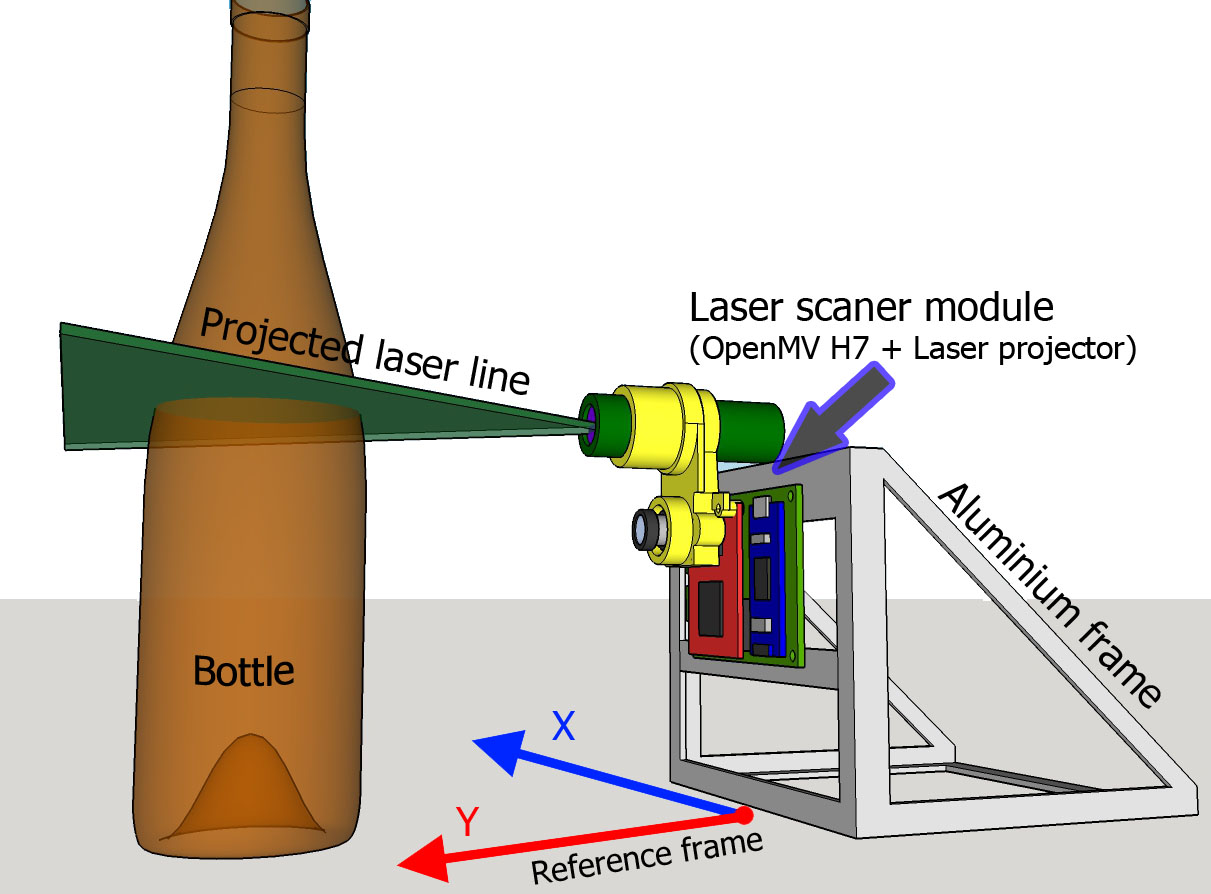 Projected laser line
Laser scaner module
(OpenMV H7 + Laser projector)
Aluminium frame
Bottle
X
Y
Reference frame